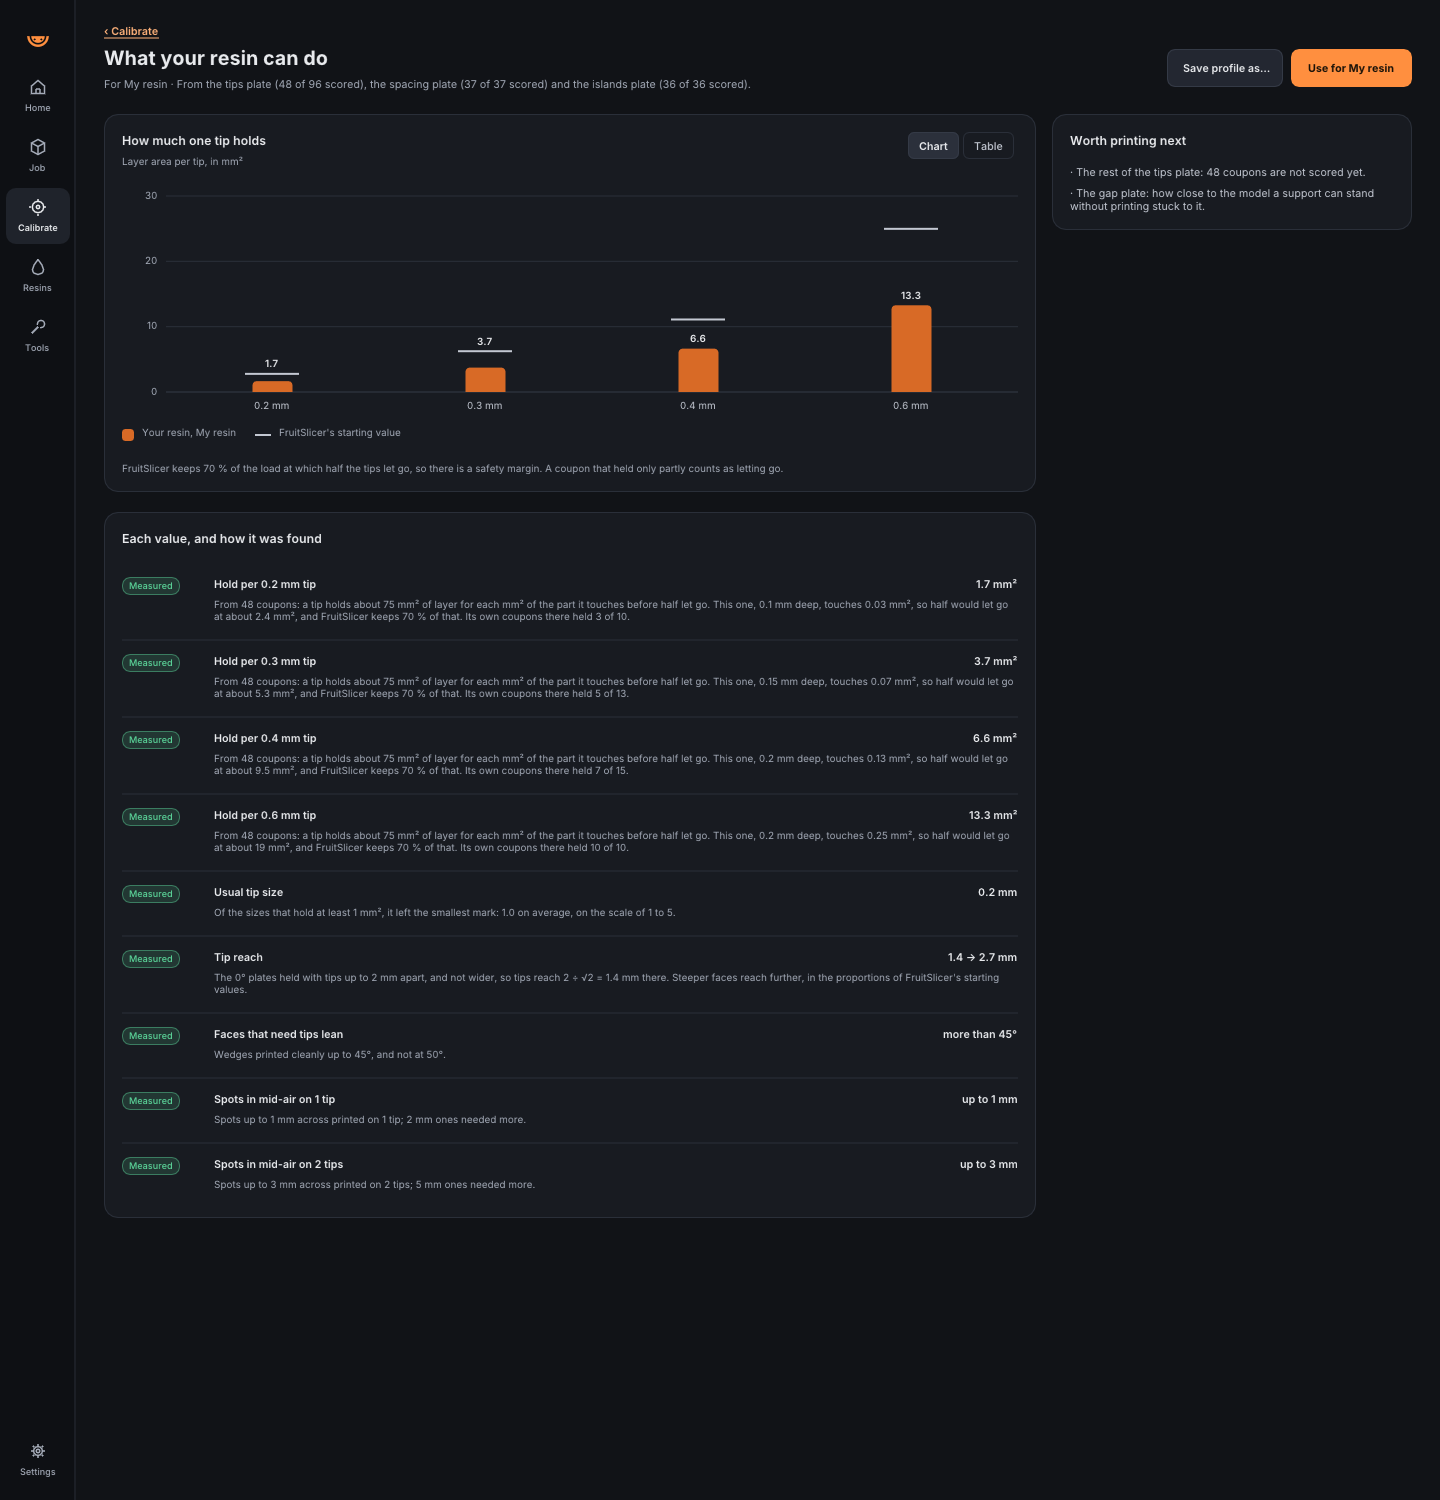 ‹ Calibrate
What your resin can do
For My resin · From the tips plate (48 of 96 scored), the spacing plate (37 of 37 scored) and the islands plate (36 of 36 scored).
Save profile as...
Use for My resin
Home
Job
Calibrate
Resins
Tools
Settings
How much one tip holds
Layer area per tip, in mm²
Chart
Table
30
20
10
0
1.7
3.7
6.6
13.3
0.2 mm
0.3 mm
0.4 mm
0.6 mm
Your resin, My resin
FruitSlicer's starting value
FruitSlicer keeps 70 % of the load at which half the tips let go, so there is a safety margin. A coupon that held only partly counts as letting go.
Worth printing next
· The rest of the tips plate: 48 coupons are not scored yet.
· The gap plate: how close to the model a support can stand
without printing stuck to it.
Each value, and how it was found
Measured
Hold per 0.2 mm tip
1.7 mm²
From 48 coupons: a tip holds about 75 mm² of layer for each mm² of the part it touches before half let go. This one, 0.1 mm deep, touches 0.03 mm², so half would let go
at about 2.4 mm², and FruitSlicer keeps 70 % of that. Its own coupons there held 3 of 10.
Measured
Hold per 0.3 mm tip
3.7 mm²
From 48 coupons: a tip holds about 75 mm² of layer for each mm² of the part it touches before half let go. This one, 0.15 mm deep, touches 0.07 mm², so half would let go
at about 5.3 mm², and FruitSlicer keeps 70 % of that. Its own coupons there held 5 of 13.
Measured
Hold per 0.4 mm tip
6.6 mm²
From 48 coupons: a tip holds about 75 mm² of layer for each mm² of the part it touches before half let go. This one, 0.2 mm deep, touches 0.13 mm², so half would let go
at about 9.5 mm², and FruitSlicer keeps 70 % of that. Its own coupons there held 7 of 15.
Measured
Hold per 0.6 mm tip
13.3 mm²
From 48 coupons: a tip holds about 75 mm² of layer for each mm² of the part it touches before half let go. This one, 0.2 mm deep, touches 0.25 mm², so half would let go
at about 19 mm², and FruitSlicer keeps 70 % of that. Its own coupons there held 10 of 10.
Measured
Usual tip size
0.2 mm
Of the sizes that hold at least 1 mm², it left the smallest mark: 1.0 on average, on the scale of 1 to 5.
Measured
Tip reach
1.4 → 2.7 mm
The 0° plates held with tips up to 2 mm apart, and not wider, so tips reach 2 ÷ √2 = 1.4 mm there. Steeper faces reach further, in the proportions of FruitSlicer's starting
values.
Measured
Faces that need tips lean
more than 45°
Wedges printed cleanly up to 45°, and not at 50°.
Measured
Spots in mid-air on 1 tip
up to 1 mm
Spots up to 1 mm across printed on 1 tip; 2 mm ones needed more.
Measured
Spots in mid-air on 2 tips
up to 3 mm
Spots up to 3 mm across printed on 2 tips; 5 mm ones needed more.